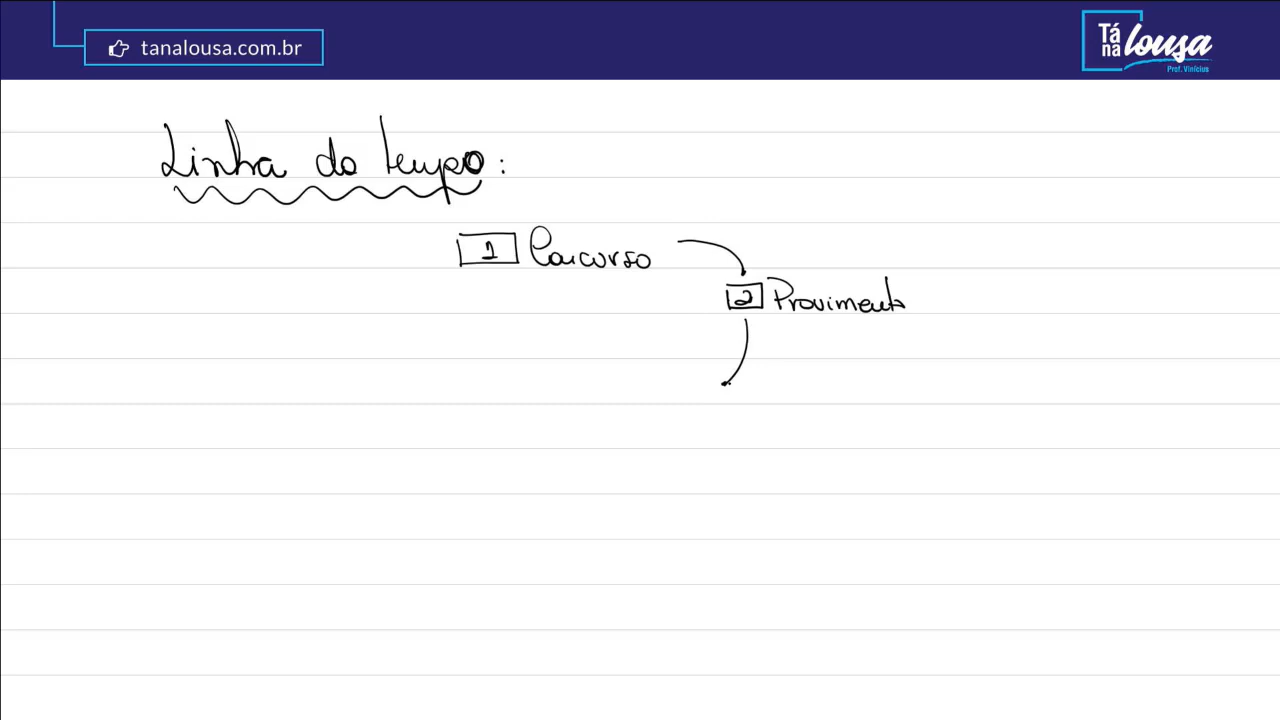 tanalousa.com.br
Tá na lousa
Prof. Vinícius
Linha do tempo:
1 Concurso
2 Provimento